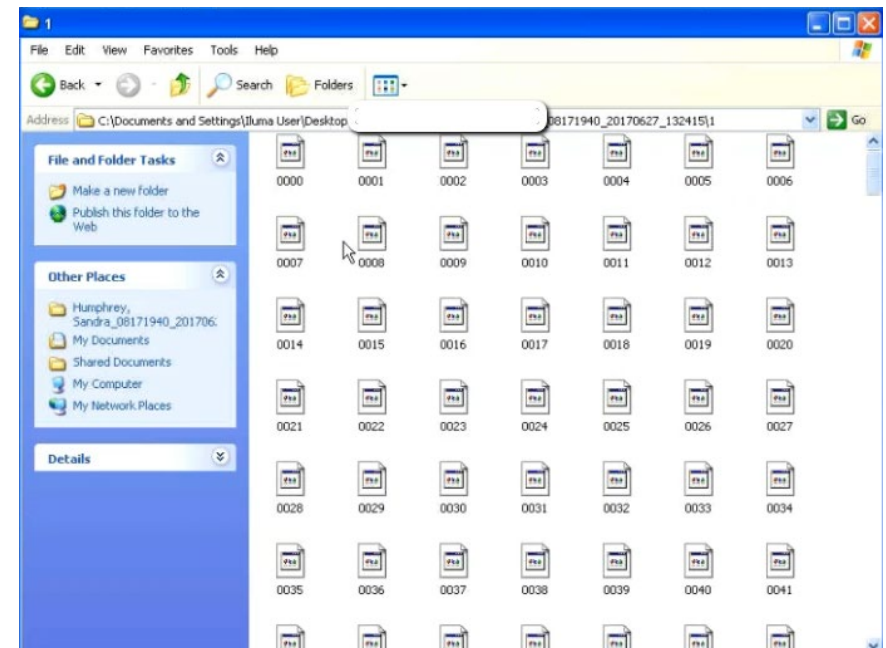 1
File Edit View Favorites Tools Help
Back Search Folders
Address C:\Documents and Settings\Iluma User\Desktop 08171940_20170627_132415\1 Go
File and Folder Tasks
Make a new folder
Publish this folder to the
Web
Other Places
Humphrey,
Sandra_08171940_201706
My Documents
Shared Documents
My Computer
My Network Places
Details
0000 0001 0002 0003 0004 0005 0006
0007 0008 0009 0010 0011 0012 0013
0014 0015 0016 0017 0018 0019 0020
0021 0022 0023 0024 0025 0026 0027
0028 0029 0030 0031 0032 0033 0034
0035 0036 0037 0038 0039 0040 0041